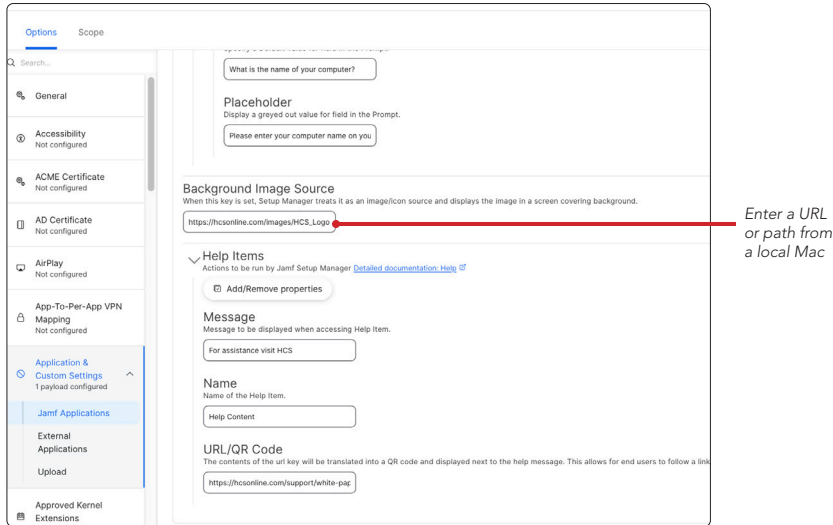 Options Scope
Search...
General
Accessibility
Not configured
ACME Certificate
Not configured
AD Certificate
Not configured
AirPlay
Not configured
App-To-Per-App VPN
Mapping
Not configured
Application &
Custom Settings
1 payload configured
Jamf Applications
External
Applications
Upload
Approved Kernel
Extensions
What is the name of your computer?
Placeholder
Display a greyed out value for field in the Prompt.
Please enter your computer name on you
Background Image Source
When this key is set, Setup Manager treats it as an image/icon source and displays the image in a screen covering background.
https://hcsonline.com/images/HCS_Logo
Help Items
Actions to be run by Jamf Setup Manager Detailed documentation: Help
Add/Remove properties
Message
Message to be displayed when accessing Help Item.
For assistance visit HCS
Name
Name of the Help Item.
Help Content
URL/QR Code
The contents of the url key will be translated into a QR code and displayed next to the help message. This allows for end users to follow a link
https://hcsonline.com/support/white-pap
Enter a URL
or path from
a local Mac